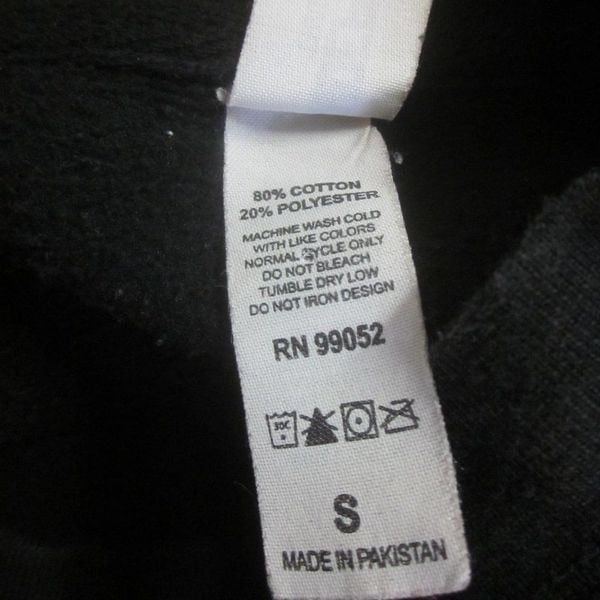 80% COTTON
20% POLYESTER
MACHINE WASH COLD
WITH LIKE COLORS
NORMAL CYCLE ONLY
DO NOT BLEACH
TUMBLE DRY LOW
DO NOT IRON DESIGN
RN 99052
30C
S
MADE IN PAKISTAN